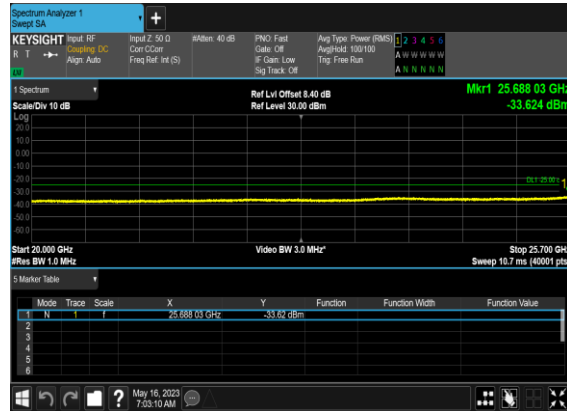 Spectrum Analyzer 1
Swept SA
KEYSIGHT Input: RF Input Z: 50 Ω #Atten: 40 dB PNO: Fast Avg Type: Power (RMS) 1 2 3 4 5 6
R T Coupling: DC Corr CCorr Gate: Off Avg|Hold: 100/100 A W W W W W
Align: Auto Freq Ref: Int (S) IF Gain: Low Trig: Free Run
Sig Track: Off A N N N N N
1 Spectrum Ref Lvl Offset 8.40 dB Mkr1 25.688 03 GHz
Scale/Div 10 dB Ref Level 30.00 dBm -33.624 dBm
Log
20.0
10.0
0.00
-10.0
-20.0 DL1 -25.00
-30.0 1
-40.0
-50.0
-60.0
Start 20.000 GHz Video BW 3.0 MHz* Stop 25.700 GHz
#Res BW 1.0 MHz Sweep 10.7 ms (40001 pts
5 Marker Table
Mode Trace Scale X Y Function Function Width Function Value
1 N 1 f 25.688 03 GHz -33.62 dBm
2
3
4
5
6
? May 16, 2023
7:03:10 AM